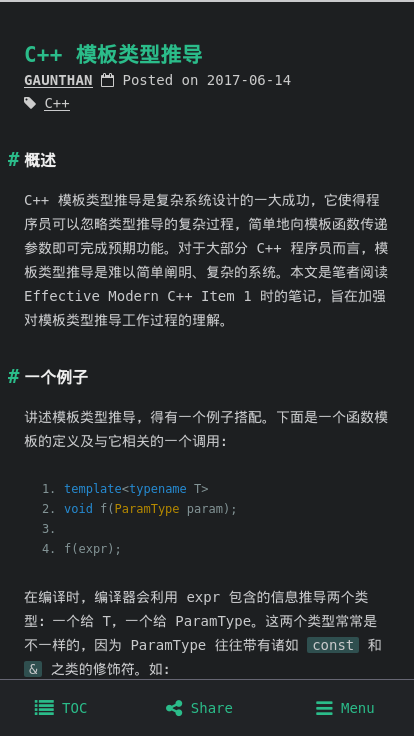 C++ 模板类型推导
GAUNTHAN Posted on 2017-06-14
C++
# 概述
C++ 模板类型推导是复杂系统设计的一大成功，它使得程
序员可以忽略类型推导的复杂过程，简单地向模板函数传递
参数即可完成预期功能。对于大部分 C++ 程序员而言，模
板类型推导是难以简单阐明、复杂的系统。本文是笔者阅读
Effective Modern C++ Item 1 时的笔记，旨在加强
对模板类型推导工作过程的理解。
# 一个例子
讲述模板类型推导，得有一个例子搭配。下面是一个函数模
板的定义及与它相关的一个调用：
1. template<typename T>
2. void f(ParamType param);
3.
4. f(expr);
在编译时，编译器会利用 expr 包含的信息推导两个类
型：一个给 T，一个给 ParamType。这两个类型常常是
不一样的，因为 ParamType 往往带有诸如 const 和
& 之类的修饰符。如：
TOC Share Menu